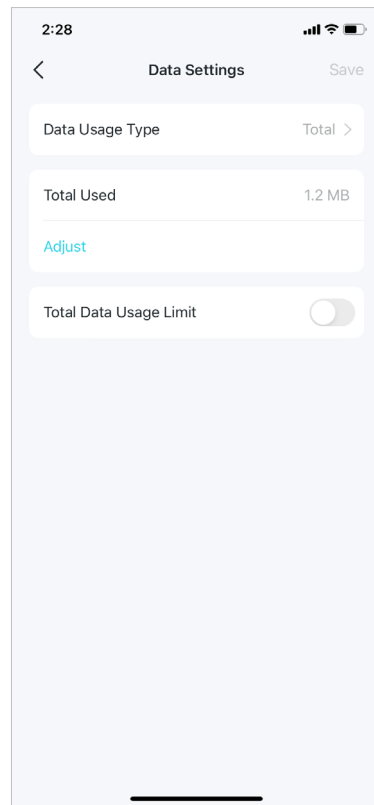 2:28
Data Settings Save
Data Usage Type Total >
Total Used 1.2 MB
Adjust
Total Data Usage Limit